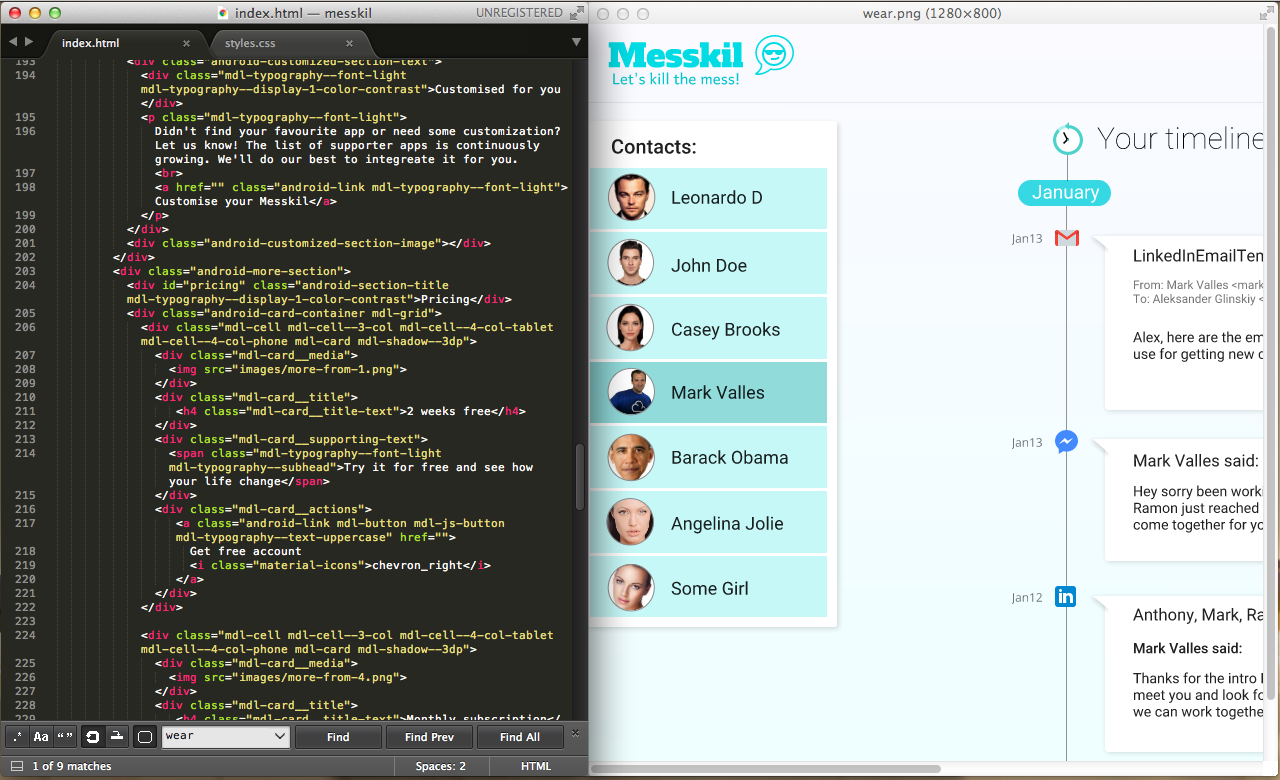 index.html — messkil
UNREGISTERED
index.html
styles.css
193 <div class="android-customized-section-text">
194 <div class="mdl-typography--font-light
mdl-typography--display-1-color-contrast">Customised for you
</div>
195 <p class="mdl-typography--font-light">
196 Didn't find your favourite app or need some customization?
Let us know! The list of supporter apps is continuously
growing. We'll do our best to integreate it for you.
197 <br>
198 <a href="" class="android-link mdl-typography--font-light">
Customise your Messkil</a>
199 </p>
200 </div>
201 <div class="android-customized-section-image"></div>
202 </div>
203 <div class="android-more-section">
204 <div id="pricing" class="android-section-title
mdl-typography--display-1-color-contrast">Pricing</div>
205 <div class="android-card-container mdl-grid">
206 <div class="mdl-cell mdl-cell--3-col mdl-cell--4-col-tablet
mdl-cell--4-col-phone mdl-card mdl-shadow--3dp">
207 <div class="mdl-card__media">
208 <img src="images/more-from-1.png">
209 </div>
210 <div class="mdl-card__title">
211 <h4 class="mdl-card__title-text">2 weeks free</h4>
212 </div>
213 <div class="mdl-card__supporting-text">
214 <span class="mdl-typography--font-light
mdl-typography--subhead">Try it for free and see how
your life change</span>
215 </div>
216 <div class="mdl-card__actions">
217 <a class="android-link mdl-button mdl-js-button
mdl-typography--text-uppercase" href="">
218 Get free account
219 <i class="material-icons">chevron_right</i>
220 </a>
221 </div>
222 </div>
223
224 <div class="mdl-cell mdl-cell--3-col mdl-cell--4-col-tablet
mdl-cell--4-col-phone mdl-card mdl-shadow--3dp">
225 <div class="mdl-card__media">
226 <img src="images/more-from-4.png">
227 </div>
228 <div class="mdl-card__title">
229 <h4 class="mdl-card__title-text">Monthly subscription</
.* Aa “ ”
wear
Find
Find Prev
Find All
1 of 9 matches
Spaces: 2
HTML
wear.png (1280×800)
Messkil
Let's kill the mess!
Contacts:
Leonardo D
John Doe
Casey Brooks
Mark Valles
Barack Obama
Angelina Jolie
Some Girl
Your timeline
January
Jan13
LinkedInEmailTem
From: Mark Valles <mark
To: Aleksander Glinskiy <
Alex, here are the em
use for getting new c
Jan13
Mark Valles said:
Hey sorry been worki
Ramon just reached
come together for yo
Jan12
in
Anthony, Mark, Ra
Mark Valles said:
Thanks for the intro
meet you and look fo
we can work togethe